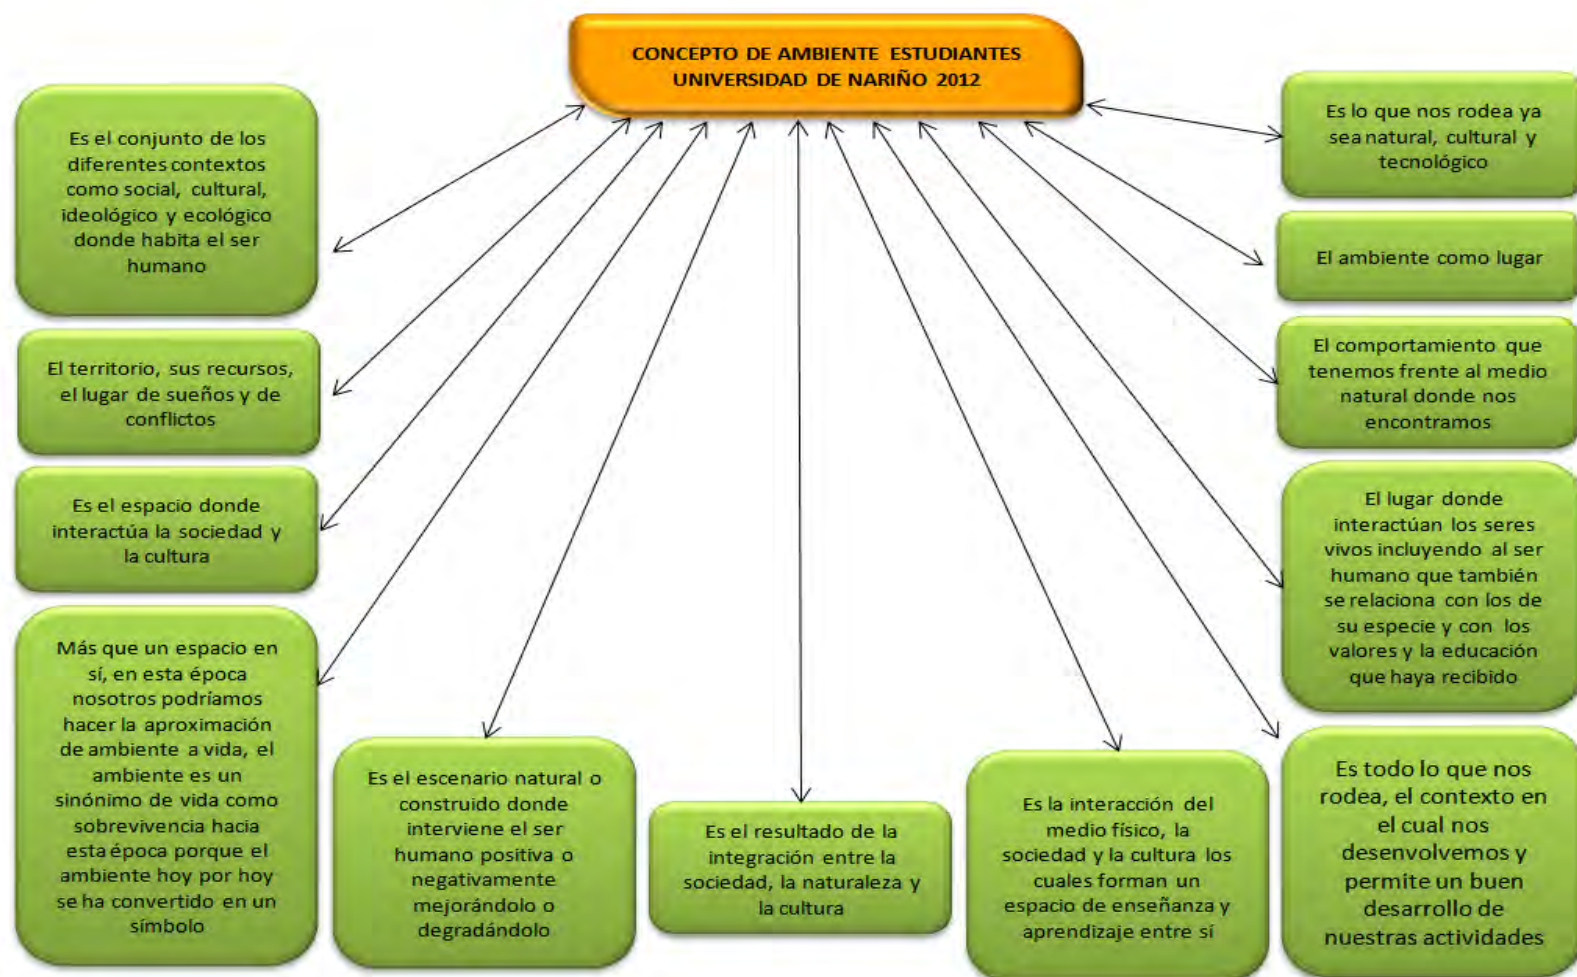 CONCEPTO DE AMBIENTE ESTUDIANTES
UNIVERSIDAD DE NARIÑO 2012
Es el conjunto de los
diferentes contextos
como social, cultural,
ideológico y ecológico
donde habita el ser
humano
El territorio, sus recursos,
el lugar de sueños y de
conflictos
Es el espacio donde
interactúa la sociedad y
la cultura
Más que un espacio en
sí, en esta época
nosotros podríamos
hacer la aproximación
de ambiente a vida, el
ambiente es un
sinónimo de vida como
sobrevivencia hacia
esta época porque el
ambiente hoy por hoy
se ha convertido en un
símbolo
Es el escenario natural o
construido donde
interviene el ser
humano positiva o
negativamente
mejorándolo o
degradándolo
Es el resultado de la
integración entre la
sociedad, la naturaleza y
la cultura
Es la interacción del
medio físico, la
sociedad y la cultura los
cuales forman un
espacio de enseñanza y
aprendizaje entre sí
Es todo lo que nos
rodea, el contexto en
el cual nos
desenvolvemos y
permite un buen
desarrollo de
nuestras actividades
El lugar donde
interactúan los seres
vivos incluyendo al ser
humano que también
se relaciona con los de
su especie y con los
valores y la educación
que haya recibido
El comportamiento que
tenemos frente al medio
natural donde nos
encontramos
El ambiente como lugar
Es lo que nos rodea ya
sea natural, cultural y
tecnológico